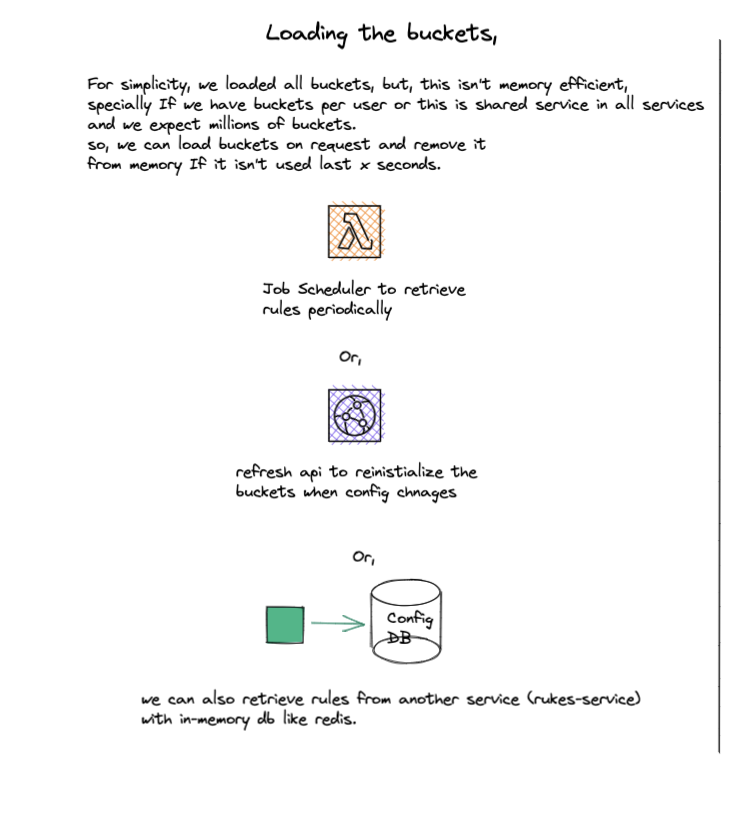 Loading the buckets,
For simplicity, we loaded all buckets, but, this isn't memory efficient,
specially If we have buckets per user or this is shared service in all services
and we expect millions of buckets.
so, we can load buckets on request and remove it
from memory If it isn't used last x seconds.
Job Scheduler to retrieve
rules periodically
Or,
refresh api to reinistialize the
buckets when config chnages
Or,
Config
DB
we can also retrieve rules from another service (rukes-service)
with in-memory db like redis.